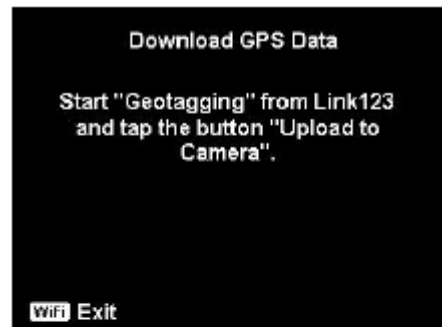 Download GPS Data
Start "Geotagging" from Link123
and tap the button "Upload to
Camera".
WiFi Exit